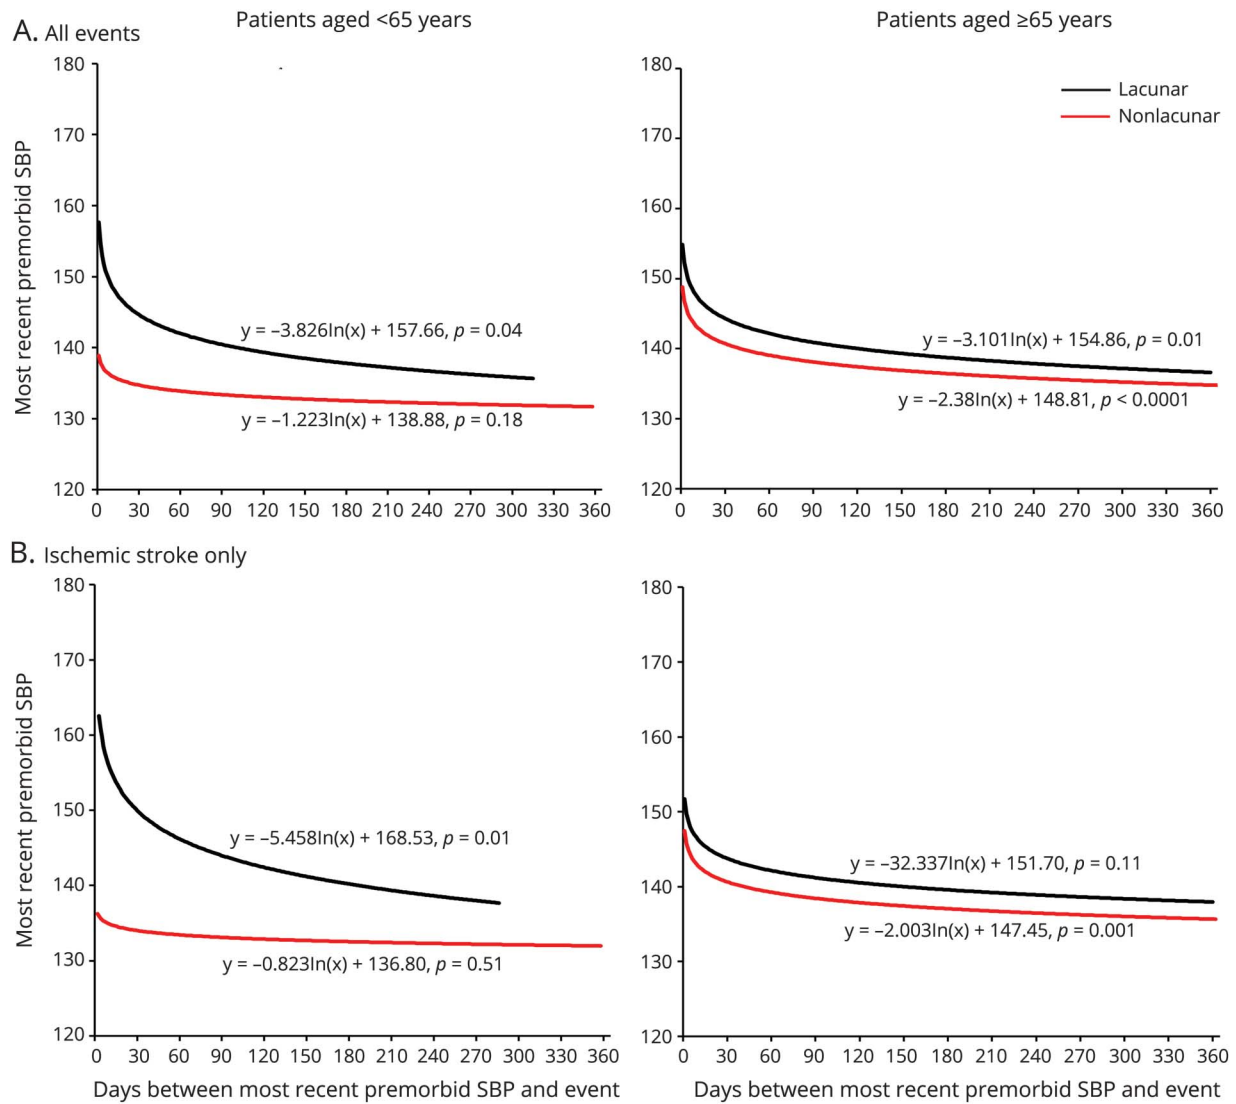 Patients aged <65 years
Patients aged ≥65 years
A. All events
Most recent premorbid SBP
180
170
160
150
140
130
120
0 30 60 90 120 150 180 210 240 270 300 330 360
y = –3.826ln(x) + 157.66, p = 0.04
y = –1.223ln(x) + 138.88, p = 0.18
180
170
160
150
140
130
120
0 30 60 90 120 150 180 210 240 270 300 330 360
Lacunar
Nonlacunar
y = –3.101ln(x) + 154.86, p = 0.01
y = –2.38ln(x) + 148.81, p < 0.0001
B. Ischemic stroke only
Most recent premorbid SBP
180
170
160
150
140
130
120
0 30 60 90 120 150 180 210 240 270 300 330 360
y = –5.458ln(x) + 168.53, p = 0.01
y = –0.823ln(x) + 136.80, p = 0.51
Days between most recent premorbid SBP and event
180
170
160
150
140
130
120
0 30 60 90 120 150 180 210 240 270 300 330 360
y = –32.337ln(x) + 151.70, p = 0.11
y = –2.003ln(x) + 147.45, p = 0.001
Days between most recent premorbid SBP and event